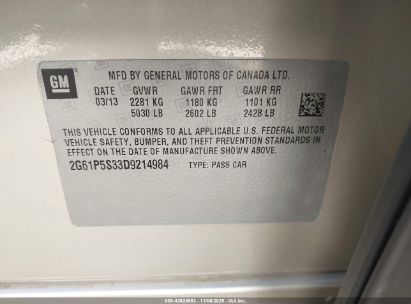 GM
MFD BY GENERAL MOTORS OF CANADA LTD.
DATE GVWR GAWR FRT GAWR RR
03/13 2281 KG 1180 KG 1101 KG
5030 LB 2602 LB 2428 LB
THIS VEHICLE CONFORMS TO ALL APPLICABLE U.S. FEDERAL MOTOR
VEHICLE SAFETY, BUMPER, AND THEFT PREVENTION STANDARDS IN
EFFECT ON THE DATE OF MANUFACTURE SHOWN ABOVE.
2G61P5S33D9214984 TYPE: PASS CAR